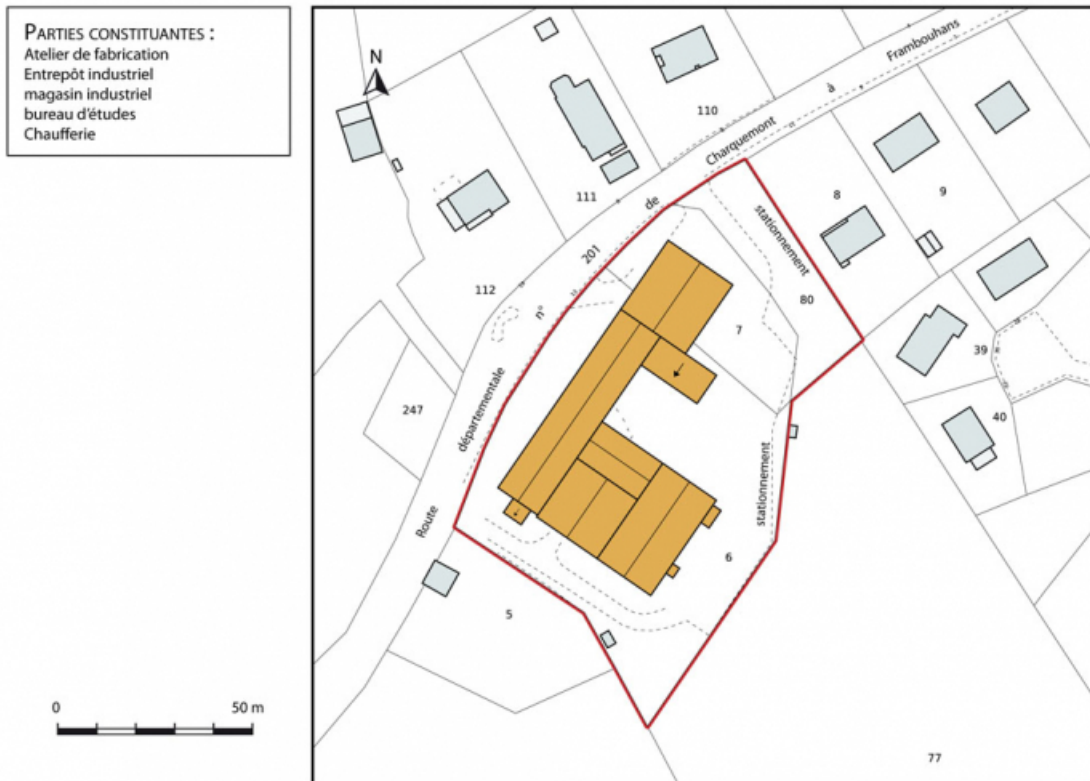 PARTIES CONSTITUANTES :
Atelier de fabrication
Entrepôt industriel
magasin industriel
bureau d'études
Chaufferie
N
0 50 m
Route départementale n° 201 de Charquemont à Frambouhans
110
111
112
247
8
9
stationnement
80
7
39
40
stationnement
6
5
77